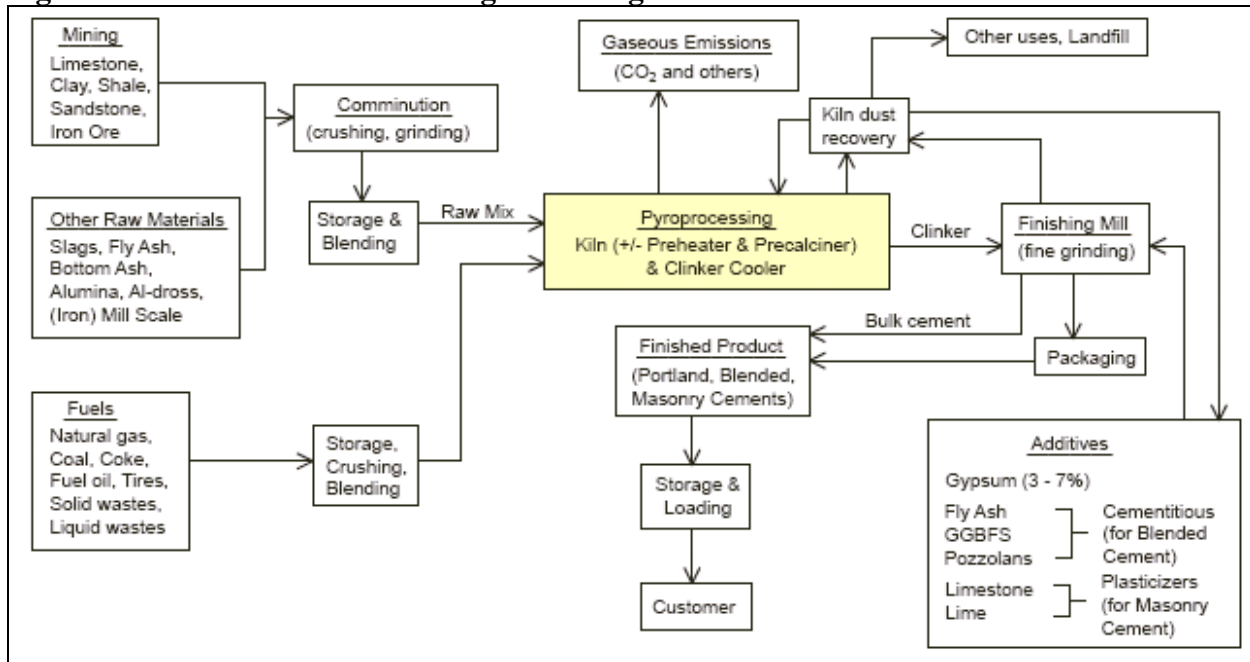 Mining
Limestone,
Clay, Shale,
Sandstone,
Iron Ore
Other Raw Materials
Slags, Fly Ash,
Bottom Ash,
Alumina, Al-dross,
(Iron) Mill Scale
Fuels
Natural gas,
Coal, Coke,
Fuel oil, Tires,
Solid wastes,
Liquid wastes
Comminution
(crushing, grinding)
Storage &
Blending
Raw Mix
Storage,
Crushing,
Blending
Gaseous Emissions
(CO₂ and others)
Pyroprocessing
Kiln (+/- Preheater & Precalciner)
& Clinker Cooler
Kiln dust
recovery
Other uses, Landfill
Clinker
Finishing Mill
(fine grinding)
Bulk cement
Packaging
Finished Product
(Portland, Blended,
Masonry Cements)
Storage &
Loading
Customer
Additives
Gypsum (3 - 7%)
Fly Ash
GGBFS
Pozzolans
Cementitious
(for Blended
Cement)
Limestone
Lime
Plasticizers
(for Masonry
Cement)